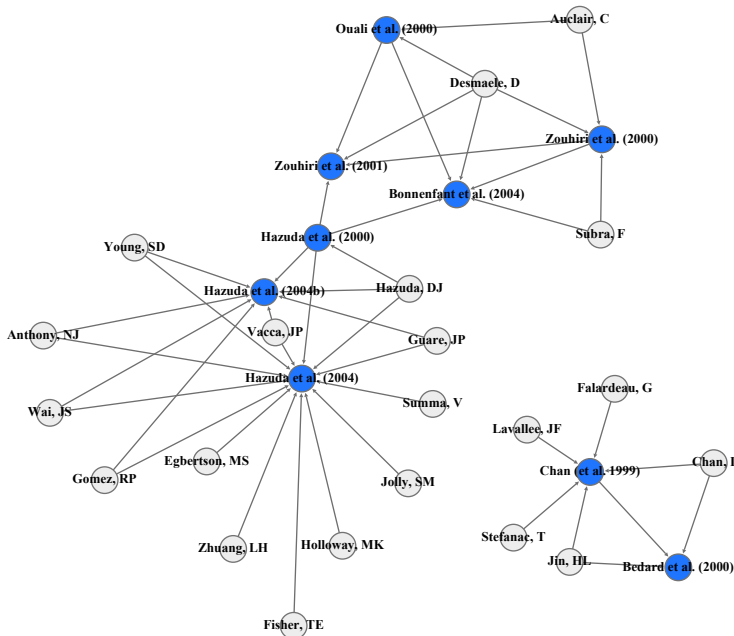 Auclair, C
Ouali et al. (2000)
Desmaele, D
Zouhiri et al. (2000)
Zouhiri et al. (2001)
Bonnenfant et al. (2004)
Subra, F
Hazuda et al. (2000)
Young, SD
Hazuda et al. (2004b)
Hazuda, DJ
Vacca, JP
Anthony, NJ
Guare, JP
Hazuda et al. (2004)
Falardeau, G
Summa, V
Wai, JS
Lavallee, JF
Egbertson, MS
Chan,
Chan (et al. 1999)
Gomez, RP
Jolly, SM
Stefanac, T
Holloway, MK
Zhuang, LH
Jin, HL
Bedard et al. (2000)
Fisher, TE